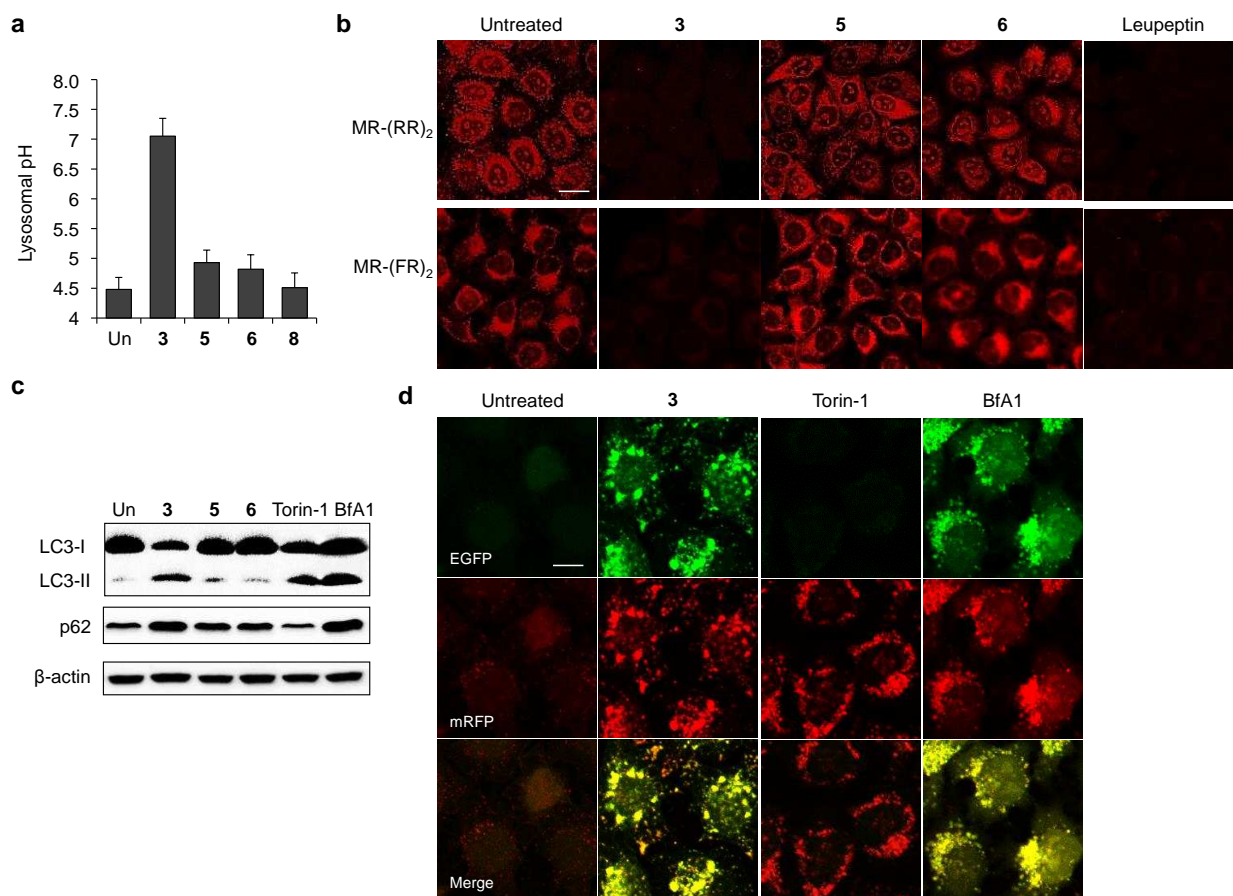 a
8.0
7.5
7
6.5
6
5.5
5
4.5
4
Lysosomal pH
Un 3 5 6 8
b
Untreated 3 5 6 Leupeptin
MR-(RR)2
MR-(FR)2
c
Un 3 5 6 Torin-1 BfA1
LC3-I
LC3-II
p62
β-actin
d
Untreated 3 Torin-1 BfA1
EGFP
mRFP
Merge